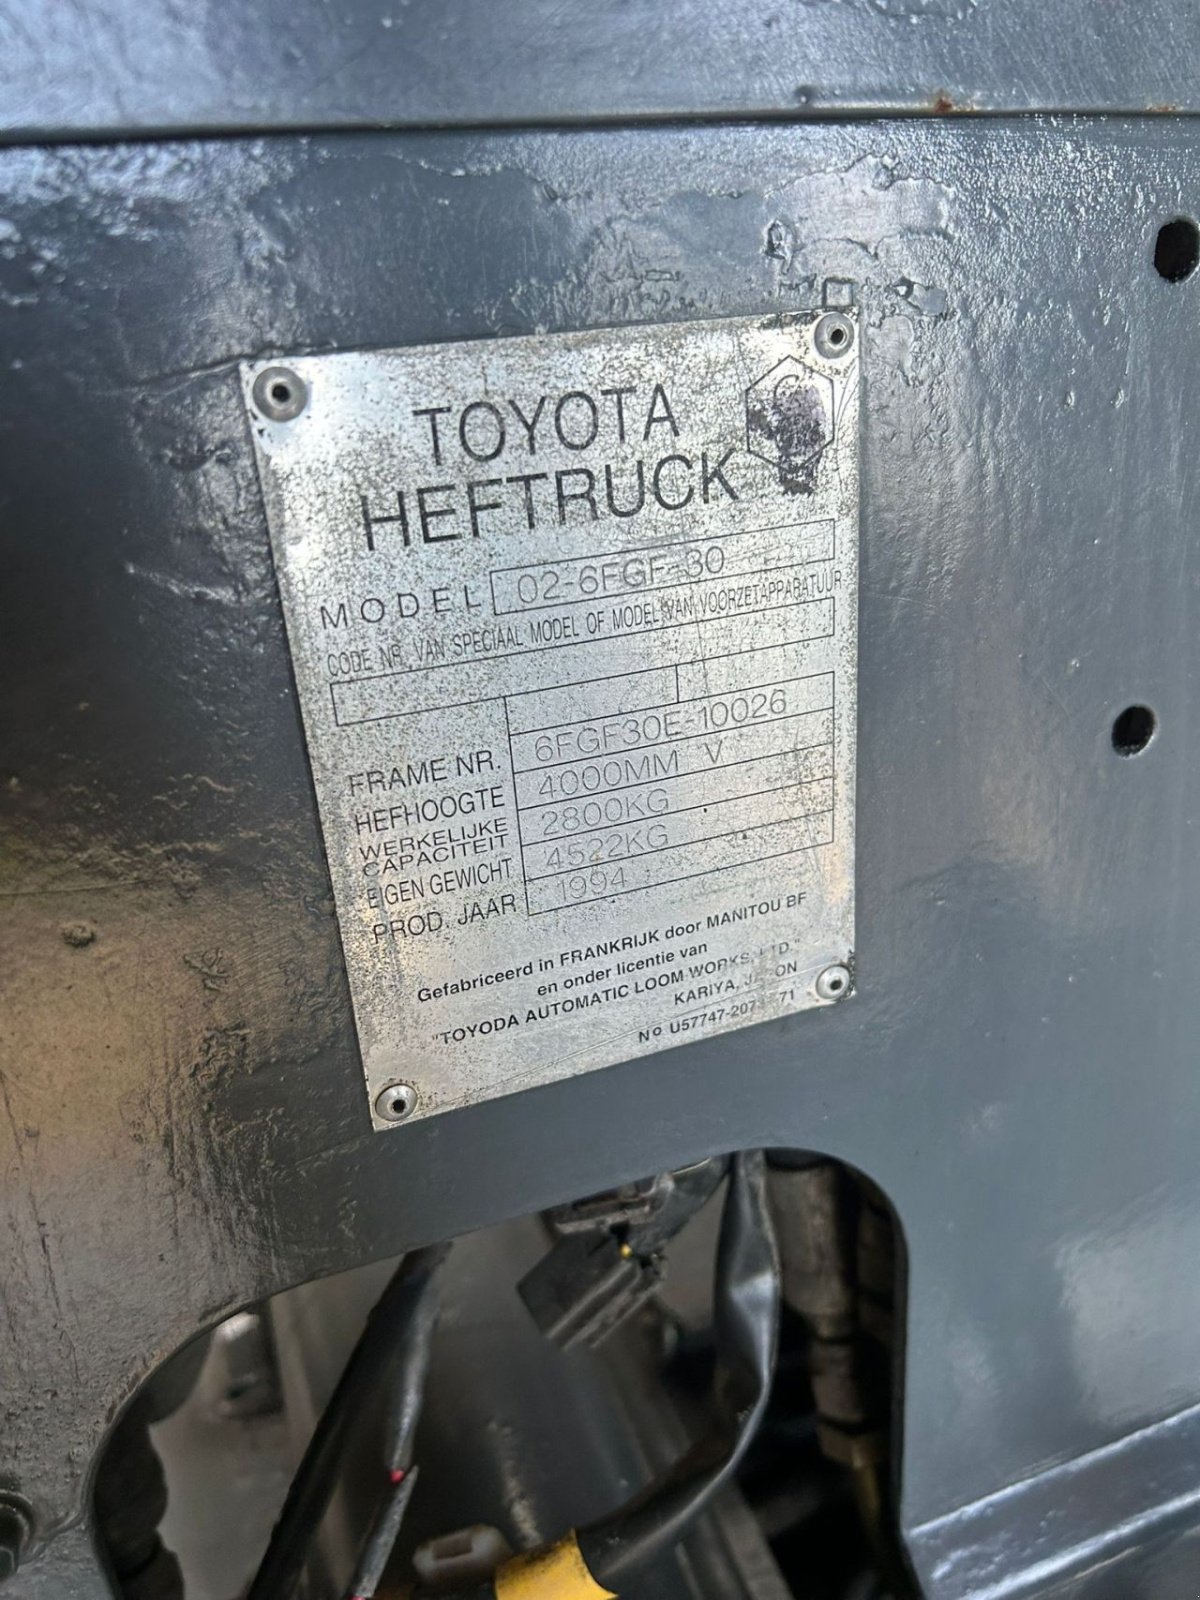 TOYOTA
HEFTRUCK
MODEL 02-6FGF-30
CODE NR. VAN SPECIAAL MODEL OF MODEL VAN VOORZETAPPARATUUR
FRAME NR. 6FGF30E-10026
HEFHOOGTE 4000MM V
WERKELIJKE CAPACITEIT 2800KG
EIGEN GEWICHT 4522KG
PROD. JAAR 1994
Gefabriceerd in FRANKRIJK door MANITOU BF
en onder licentie van
"TOYODA AUTOMATIC LOOM WORKS, LTD."
KARIYA,
No